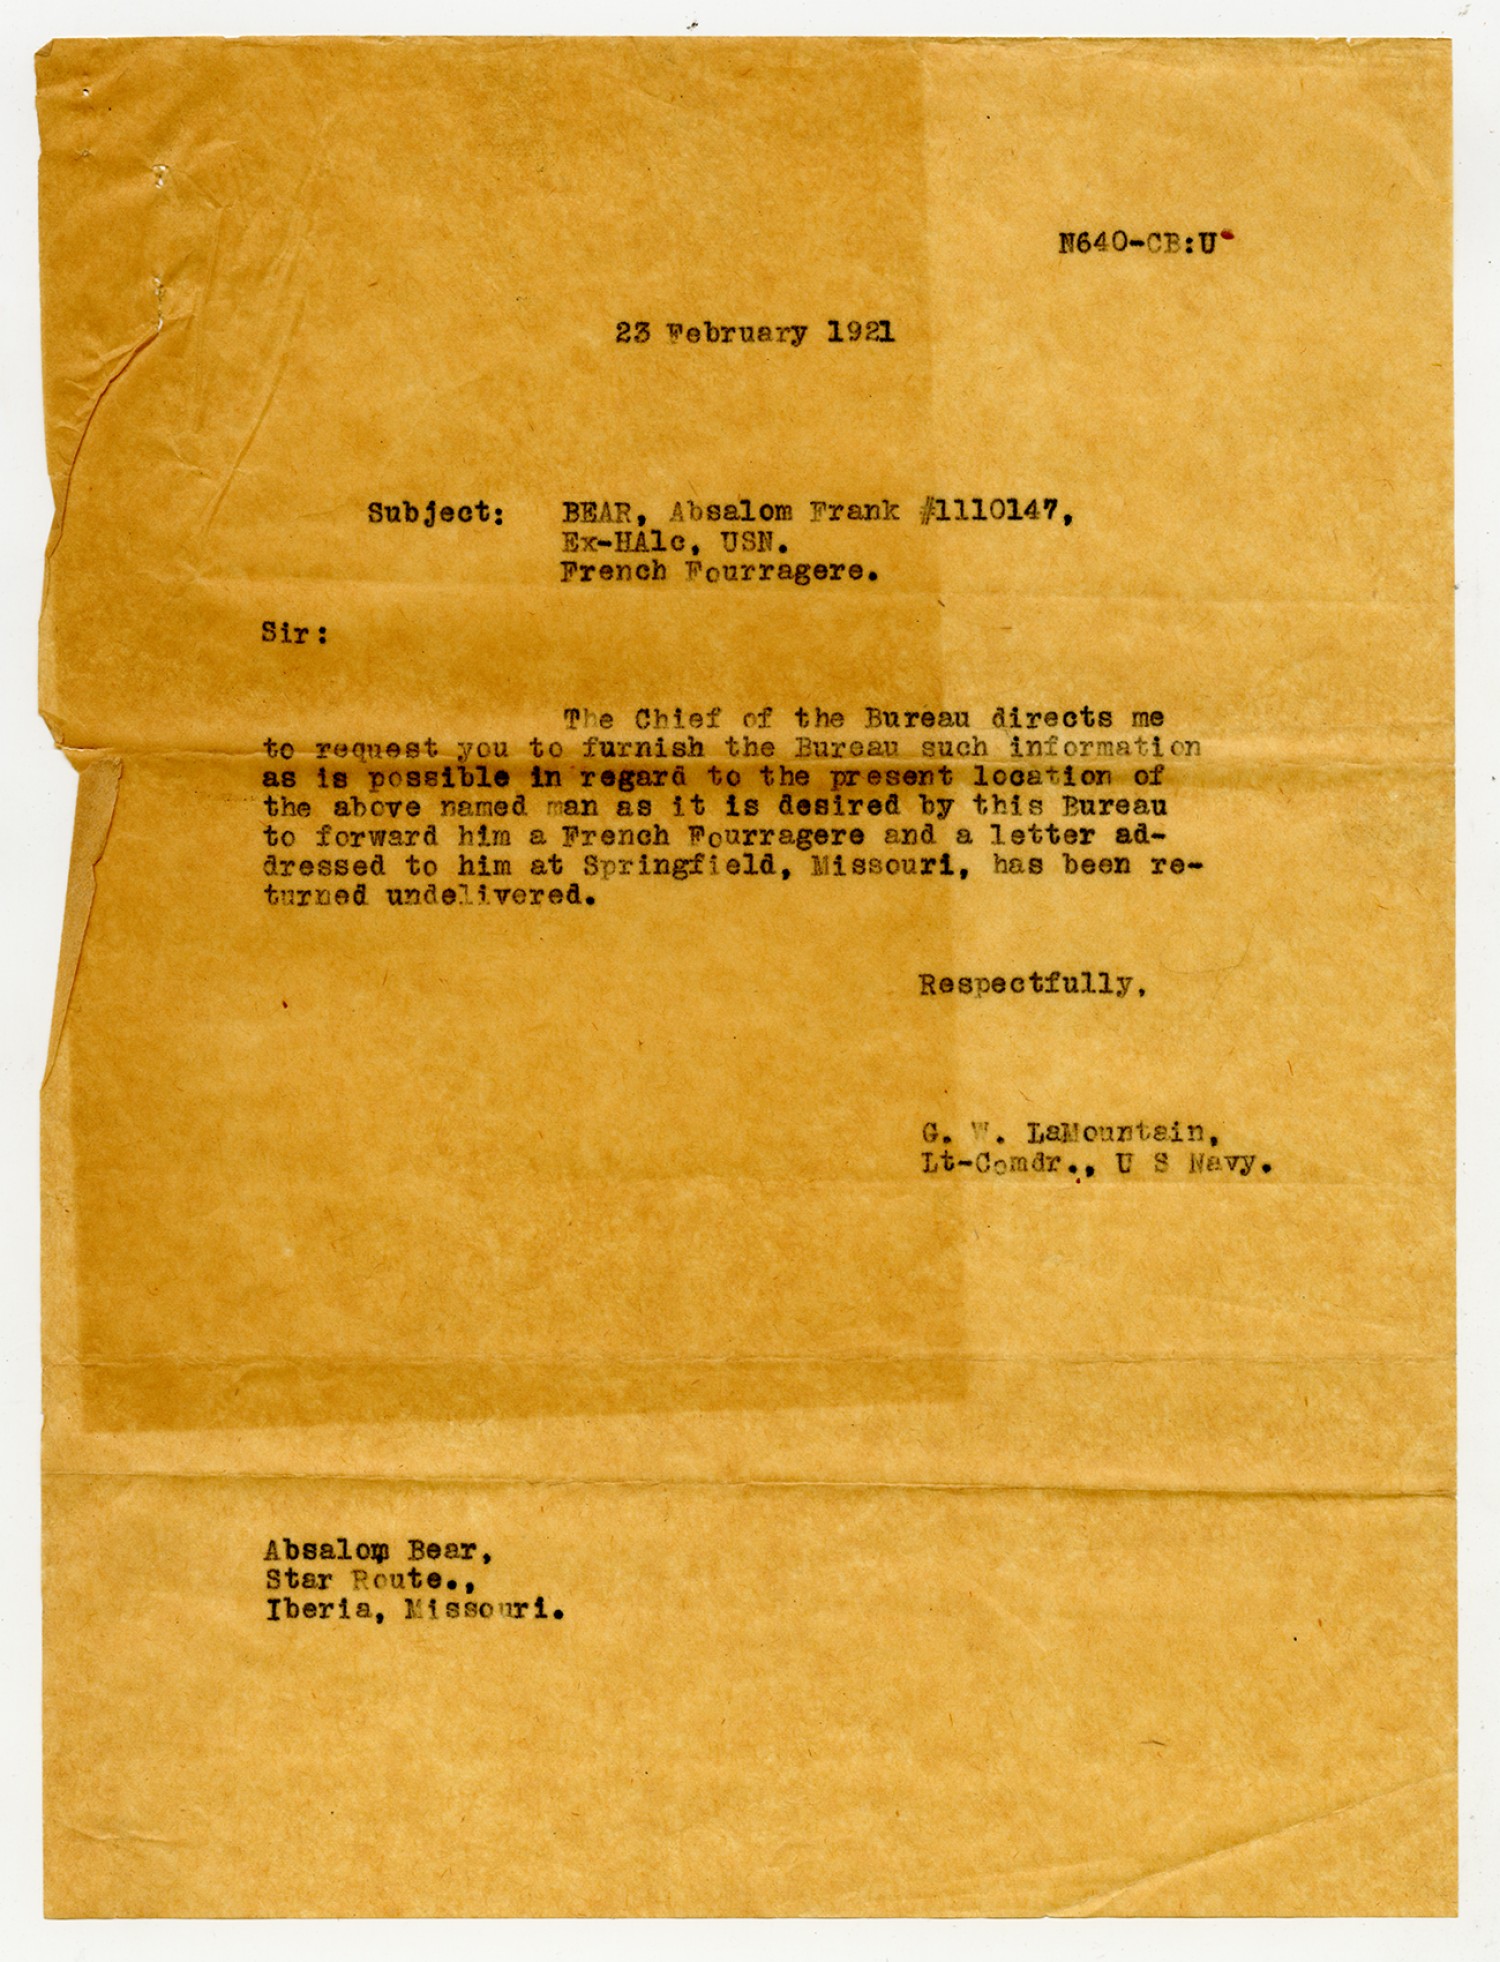 N640-CB:U
23 February 1921
Subject: BEAR, Absalom Frank #1110147,
Ex-HA1c, USN.
French Fourragere.
Sir:
The Chief of the Bureau directs me
to request you to furnish the Bureau such information
as is possible in regard to the present location of
the above named man as it is desired by this Bureau
to forward him a French Fourragere and a letter ad-
dressed to him at Springfield, Missouri, has been re-
turned undelivered.
Respectfully,
G. W. LaMountain,
Lt-Comdr., U S Navy.
Absalom Bear,
Star Route.,
Iberia, Missouri.